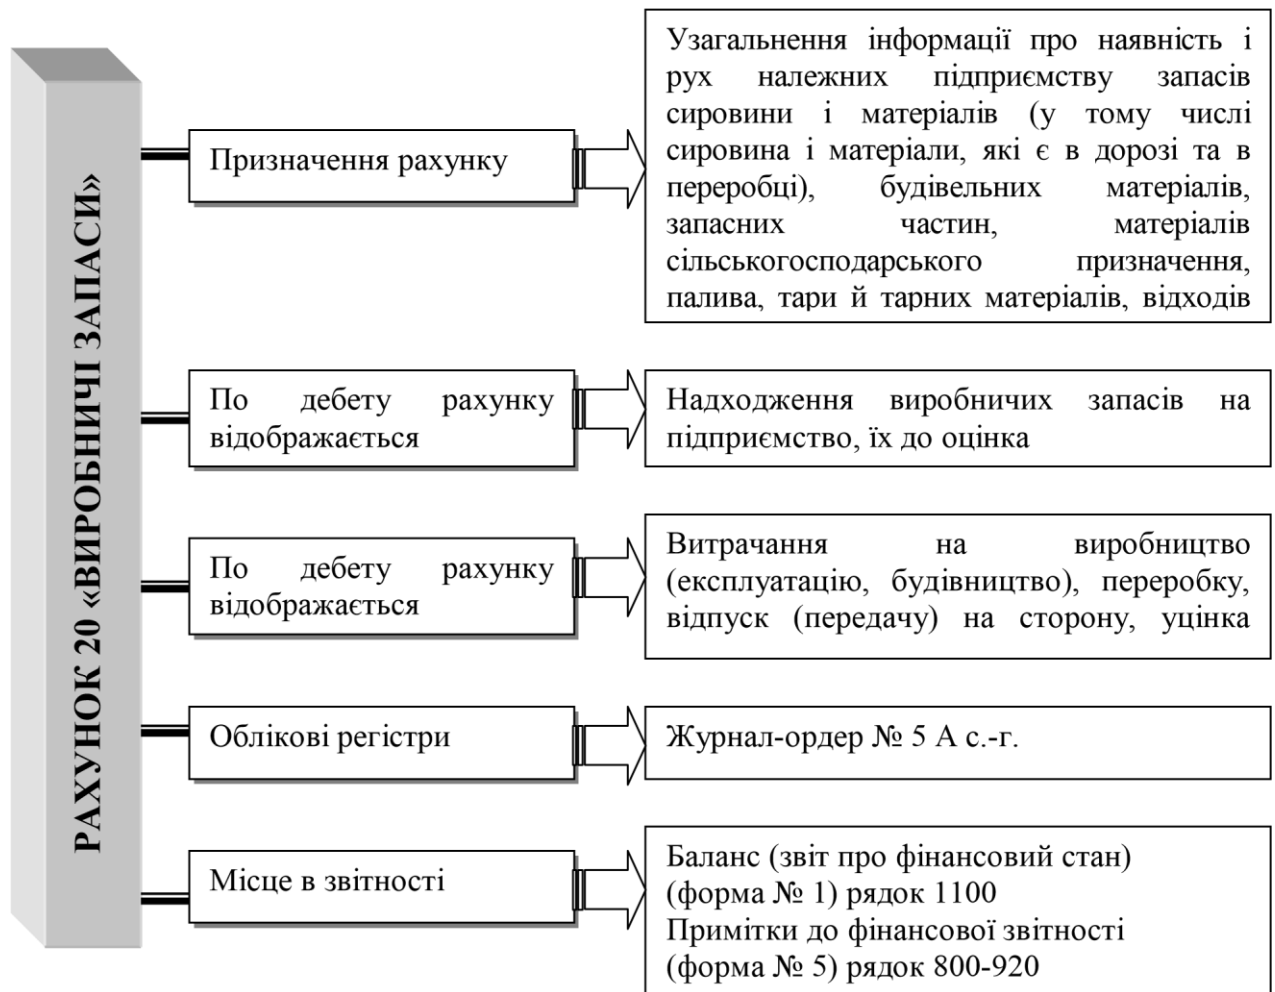 РАХУНОК 20 «ВИРОБНИЧІ ЗАПАСИ»
Призначення рахунку
Узагальнення інформації про наявність і
рух належних підприємству запасів
сировини і матеріалів (у тому числі
сировина і матеріали, які є в дорозі та в
переробці), будівельних матеріалів,
запасних частин, матеріалів
сільськогосподарського призначення,
палива, тари й тарних матеріалів, відходів
По дебету рахунку
відображається
Надходження виробничих запасів на
підприємство, їх до оцінка
По дебету рахунку
відображається
Витрачання на виробництво
(експлуатацію, будівництво), переробку,
відпуск (передачу) на сторону, уцінка
Облікові регістри
Журнал-ордер № 5 А с.-г.
Місце в звітності
Баланс (звіт про фінансовий стан)
(форма № 1) рядок 1100
Примітки до фінансової звітності
(форма № 5) рядок 800-920